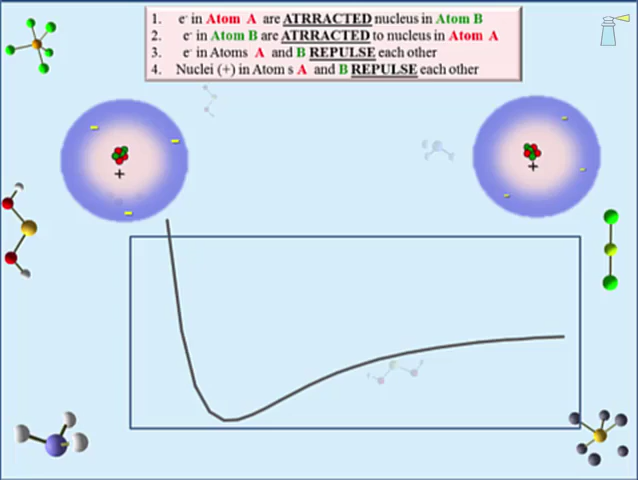 1. e- in Atom A are ATRRACTED nucleus in Atom B
2. e- in Atom B are ATRRACTED to nucleus in Atom A
3. e- in Atoms A and B REPULSE each other
4. Nuclei (+) in Atom s A and B REPULSE each other
+
+